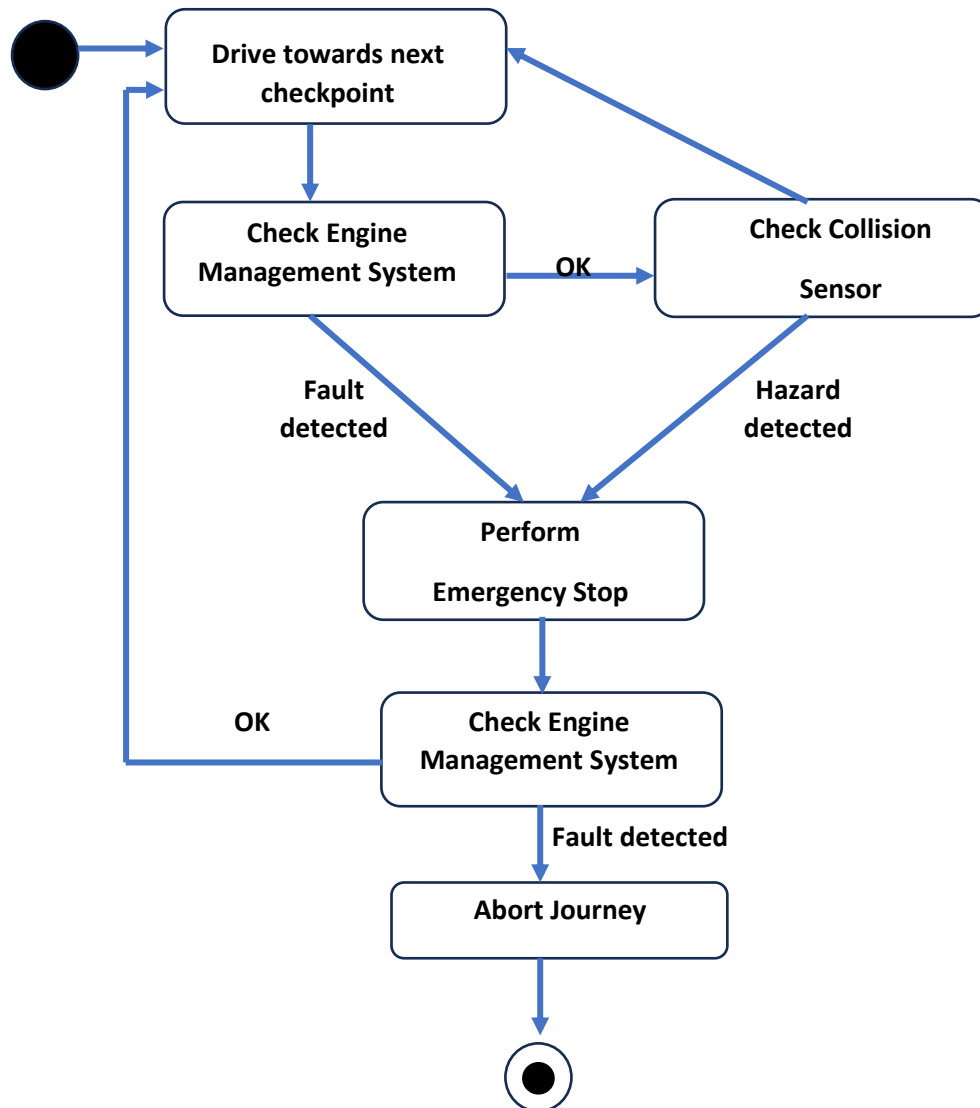 Drive towards next
checkpoint
Check Engine
Management System
OK
Check Collision
Sensor
Fault
detected
Hazard
detected
Perform
Emergency Stop
OK
Check Engine
Management System
Fault detected
Abort Journey